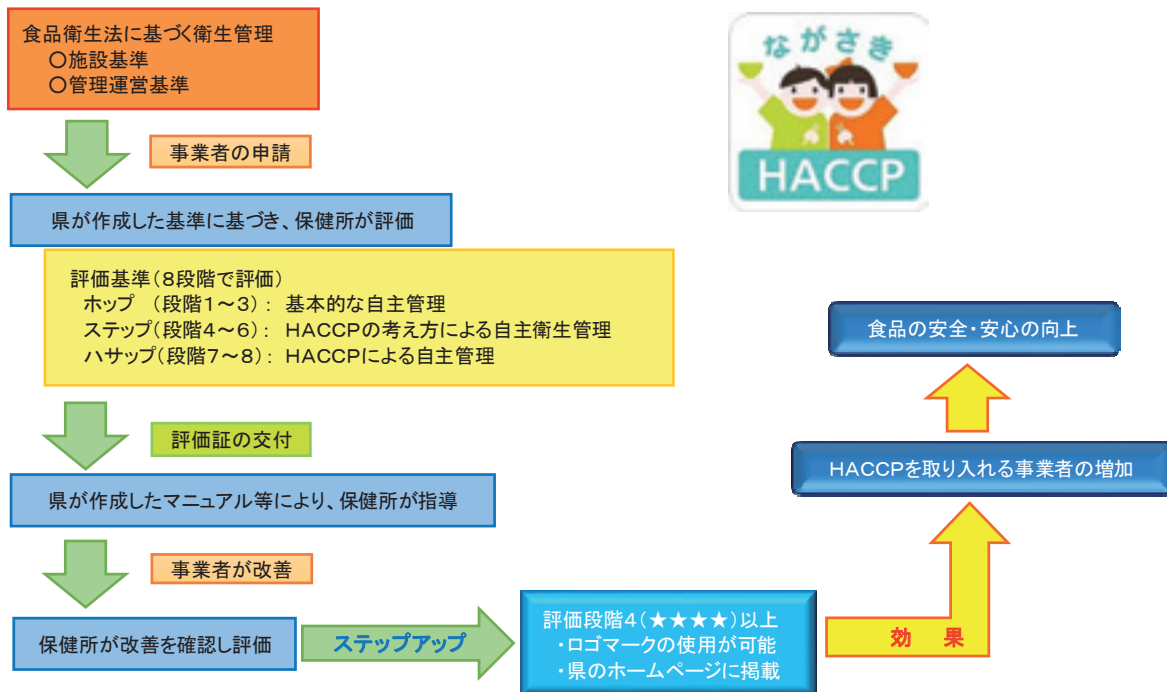 食品衛生法に基づく衛生管理
○施設基準
○管理運営基準
ながさき
HACCP
事業者の申請
県が作成した基準に基づき、保健所が評価
評価基準（8段階で評価）
ホップ　（段階１～３）：　基本的な自主管理
ステップ（段階４～６）：　HACCPの考え方による自主衛生管理
ハサップ（段階７～８）：　HACCPによる自主管理
評価証の交付
県が作成したマニュアル等により、保健所が指導
事業者が改善
保健所が改善を確認し評価
ステップアップ
評価段階4（★★★★）以上
・ロゴマークの使用が可能
・県のホームページに掲載
効　果
HACCPを取り入れる事業者の増加
食品の安全・安心の向上